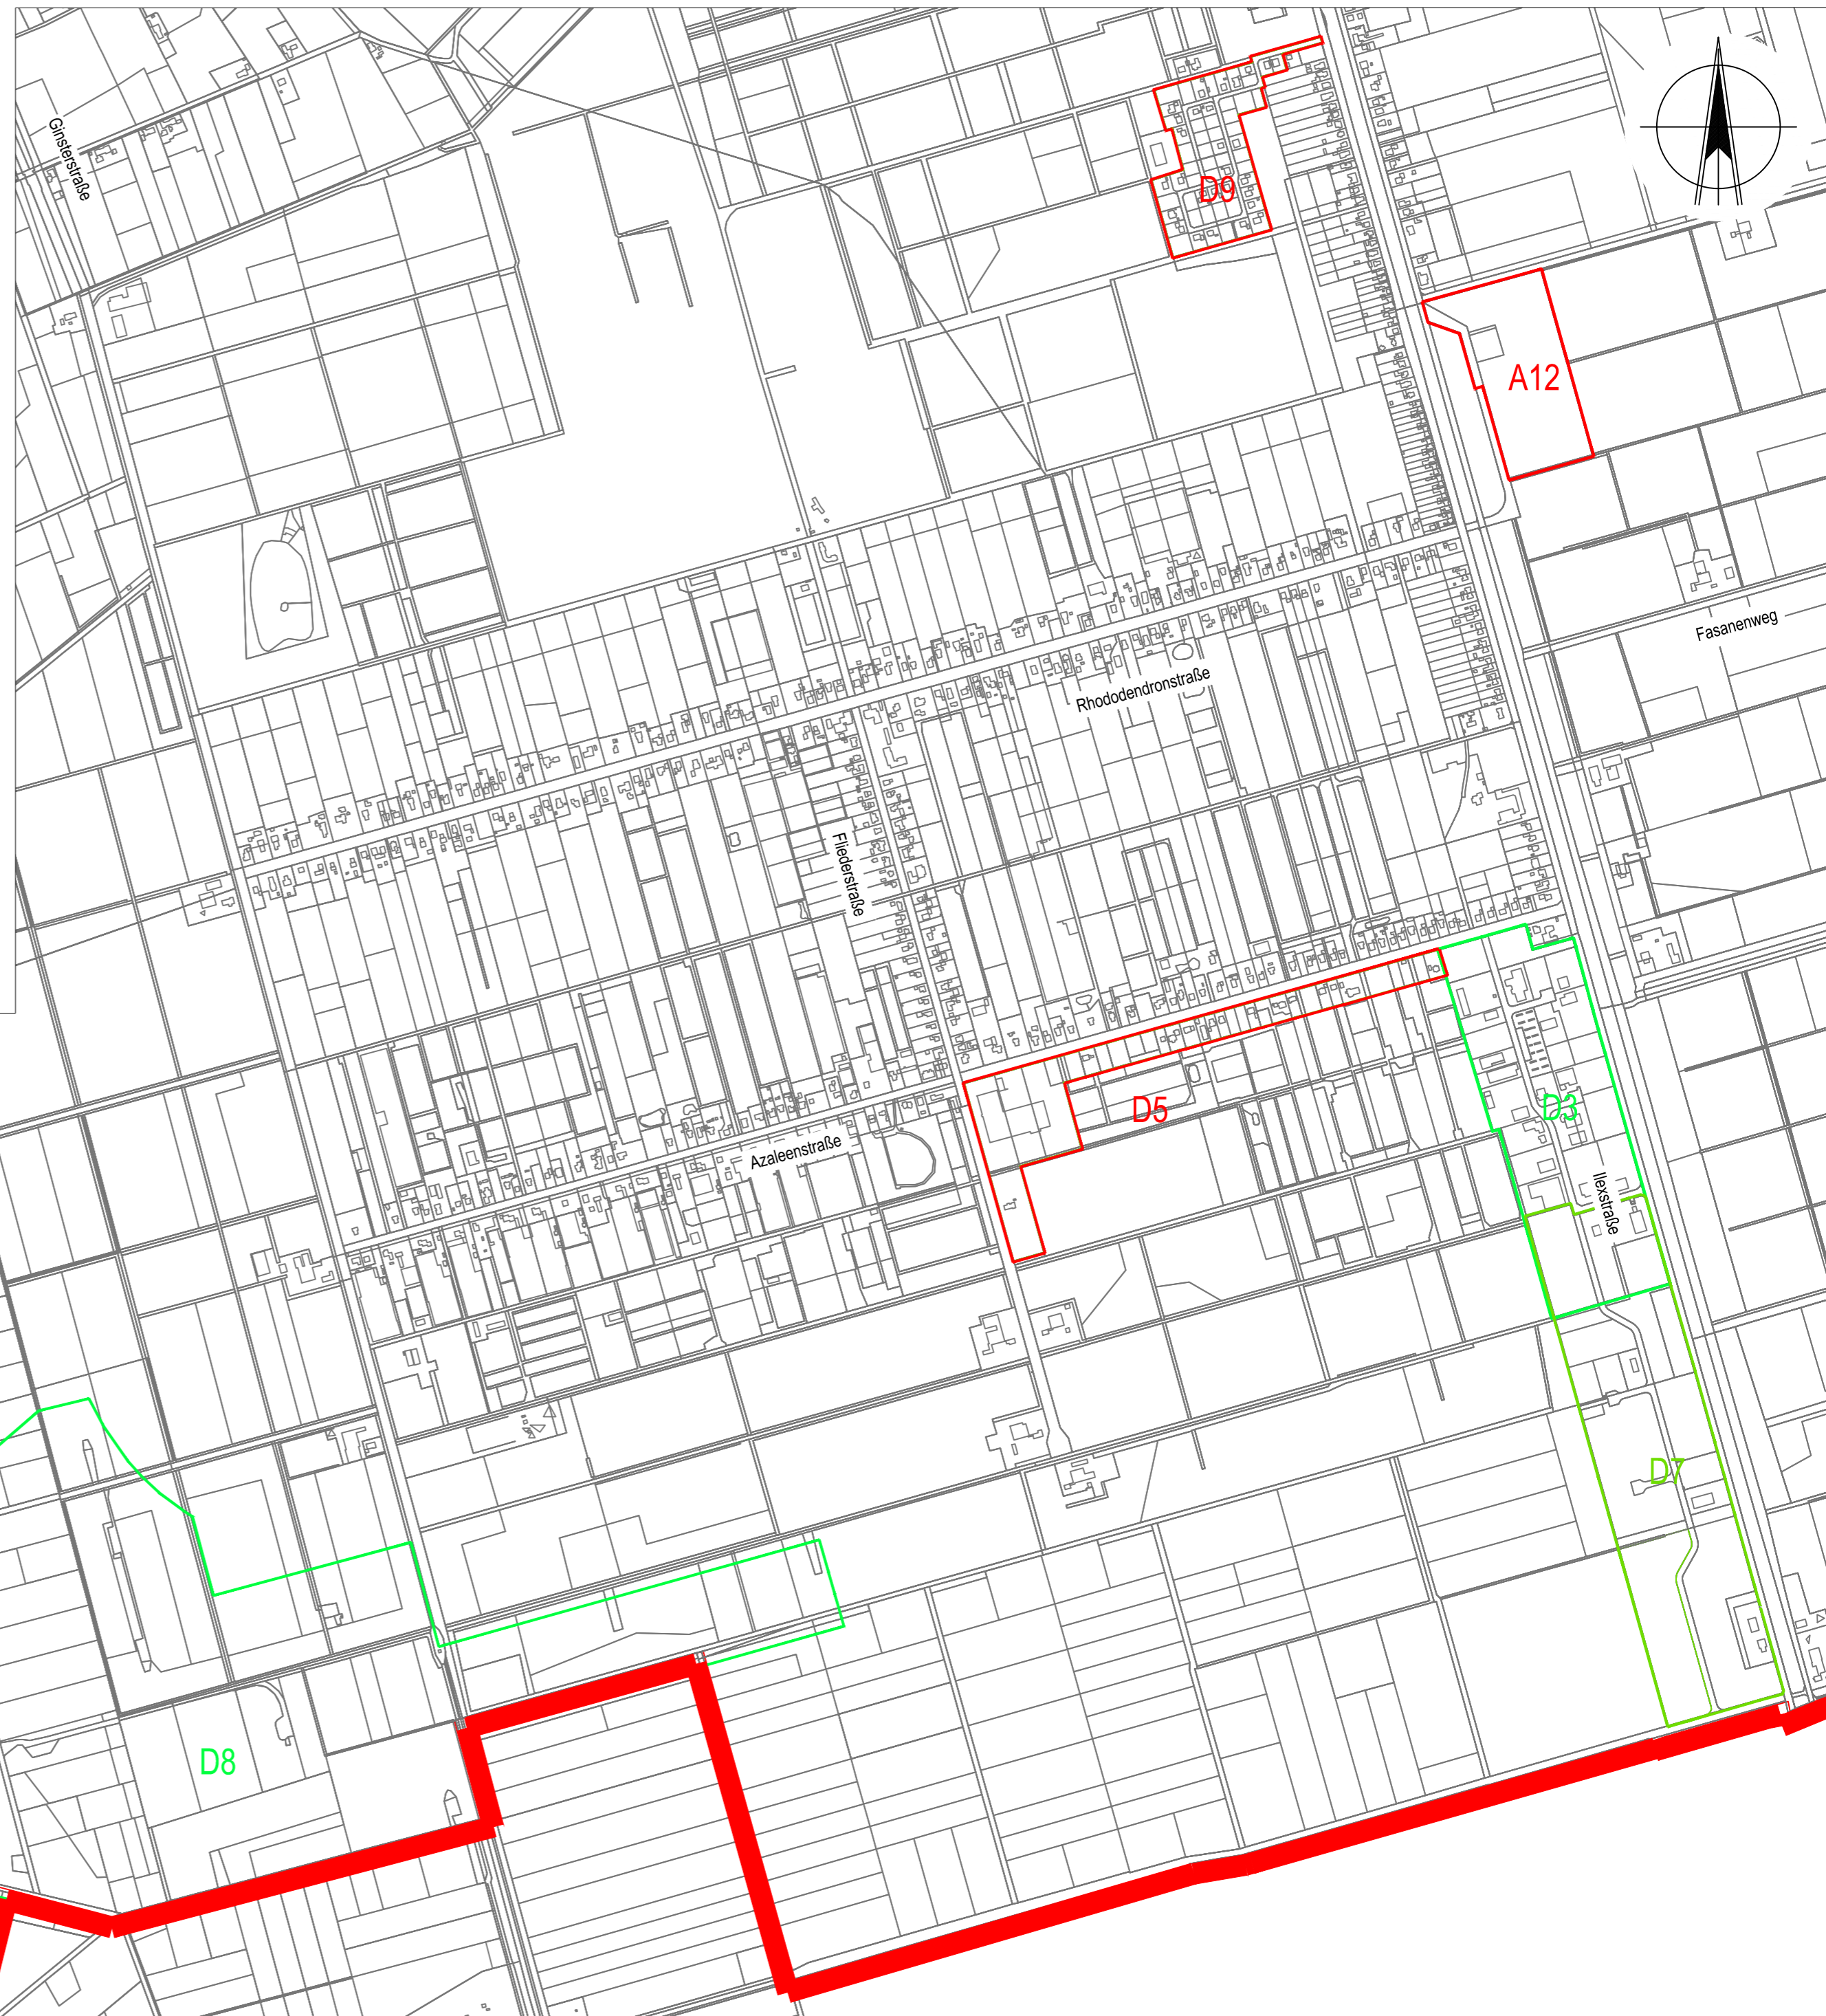 Ginsterstraße
D9
A12
Fasanenweg
Rhododendronstraße
Fliederstraße
D5
D3
Azaleenstraße
Ilexstraße
D7
D8